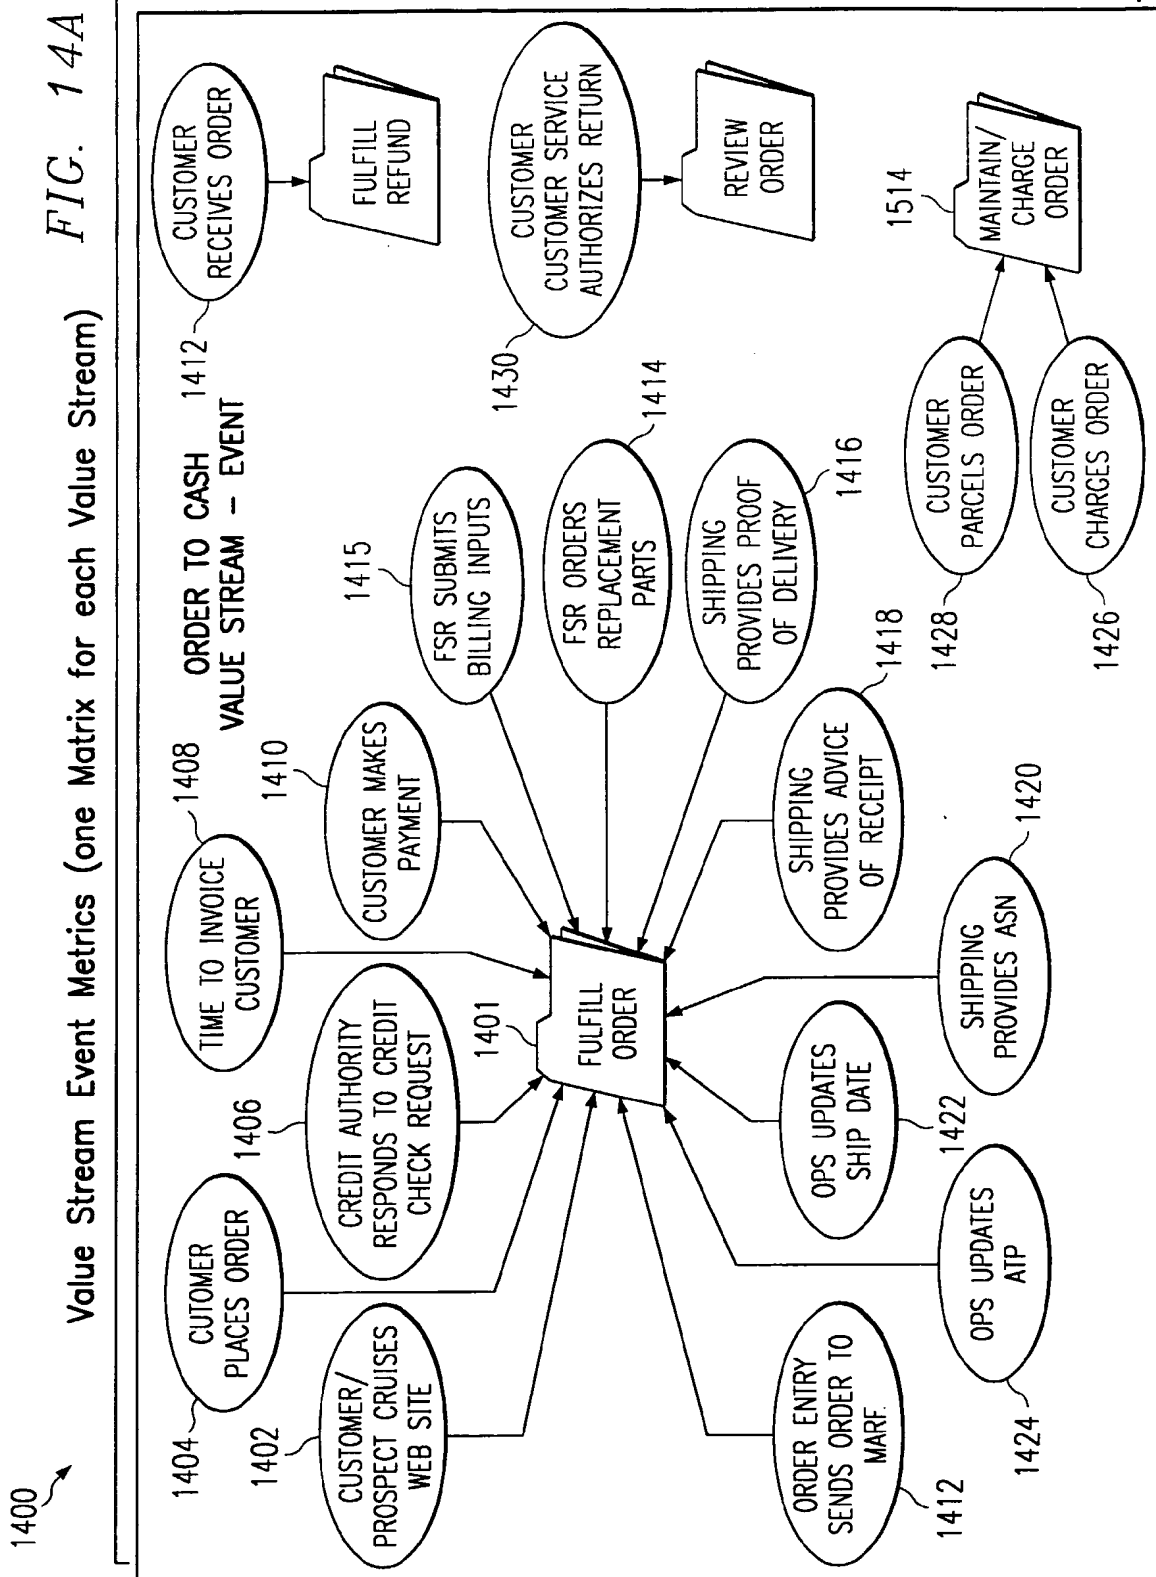 1400
Value Stream Event Metrics (one Matrix for each Value Stream)
FIG. 14A
ORDER TO CASH
VALUE STREAM – EVENT
1404
CUTOMER
PLACES ORDER
1408
TIME TO INVOICE
CUSTOMER
1412
CUSTOMER
RECEIVES ORDER
FULFILL
REFUND
1402
CUSTOMER/
PROSPECT CRUISES
WEB SITE
1406
CREDIT AUTHORITY
RESPONDS TO CREDIT
CHECK REQUEST
1410
CUSTOMER MAKES
PAYMENT
1415
FSR SUBMITS
BILLING INPUTS
1430
CUSTOMER
CUSTOMER SERVICE
AUTHORIZES RETURN
REVIEW
ORDER
1401
FULFILL
ORDER
1414
FSR ORDERS
REPLACEMENT
PARTS
1416
SHIPPING
PROVIDES PROOF
OF DELIVERY
1412
ORDER ENTRY
SENDS ORDER TO
MARF.
1422
OPS UPDATES
SHIP DATE
1418
SHIPPING
PROVIDES ADVICE
OF RECEIPT
1424
OPS UPDATES
ATP
1420
SHIPPING
PROVIDES ASN
1428
CUSTOMER
PARCELS ORDER
1426
CUSTOMER
CHARGES ORDER
1514
MAINTAIN/
CHARGE
ORDER